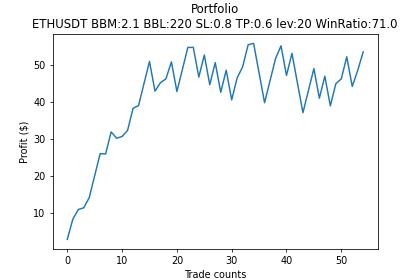 Portfolio
ETHUSDT BBM:2.1 BBL:220 SL:0.8 TP:0.6 lev:20 WinRatio:71.0
50
40
30
20
10
Profit ($)
0 10 20 30 40 50
Trade counts